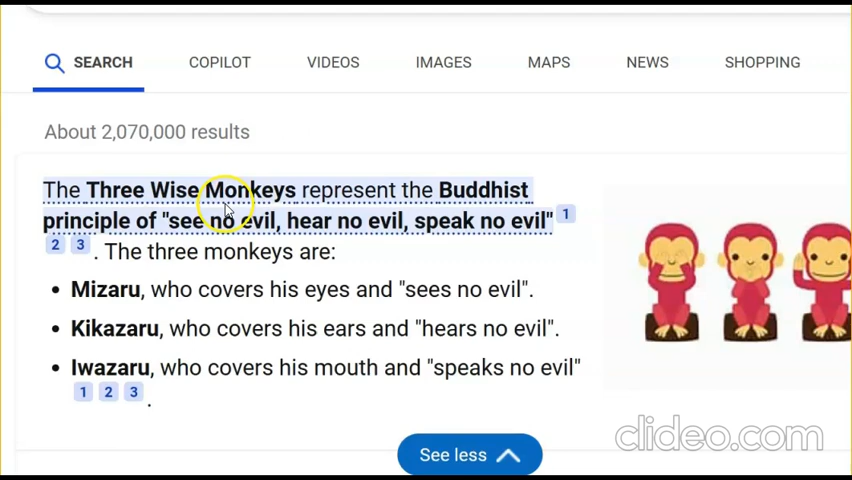 SEARCH COPILOT VIDEOS IMAGES MAPS NEWS SHOPPING
About 2,070,000 results
The Three Wise Monkeys represent the Buddhist
principle of "see no evil, hear no evil, speak no evil" 1
2 3 . The three monkeys are:
• Mizaru, who covers his eyes and "sees no evil".
• Kikazaru, who covers his ears and "hears no evil".
• Iwazaru, who covers his mouth and "speaks no evil"
1 2 3 .
See less
clideo.com